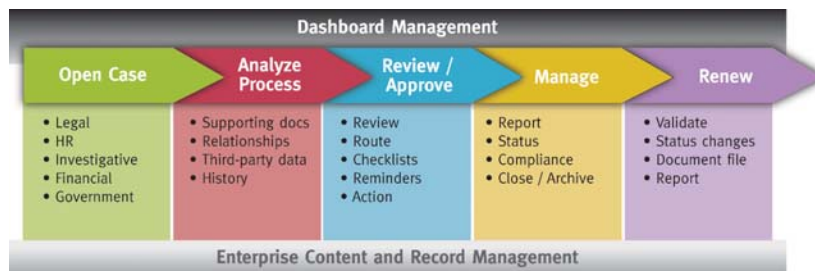 Dashboard Management
Open Case
Analyze
Process
Review /
Approve
Manage
Renew
• Legal
• HR
• Investigative
• Financial
• Government
• Supporting docs
• Relationships
• Third-party data
• History
• Review
• Route
• Checklists
• Reminders
• Action
• Report
• Status
• Compliance
• Close / Archive
• Validate
• Status changes
• Document file
• Report
Enterprise Content and Record Management